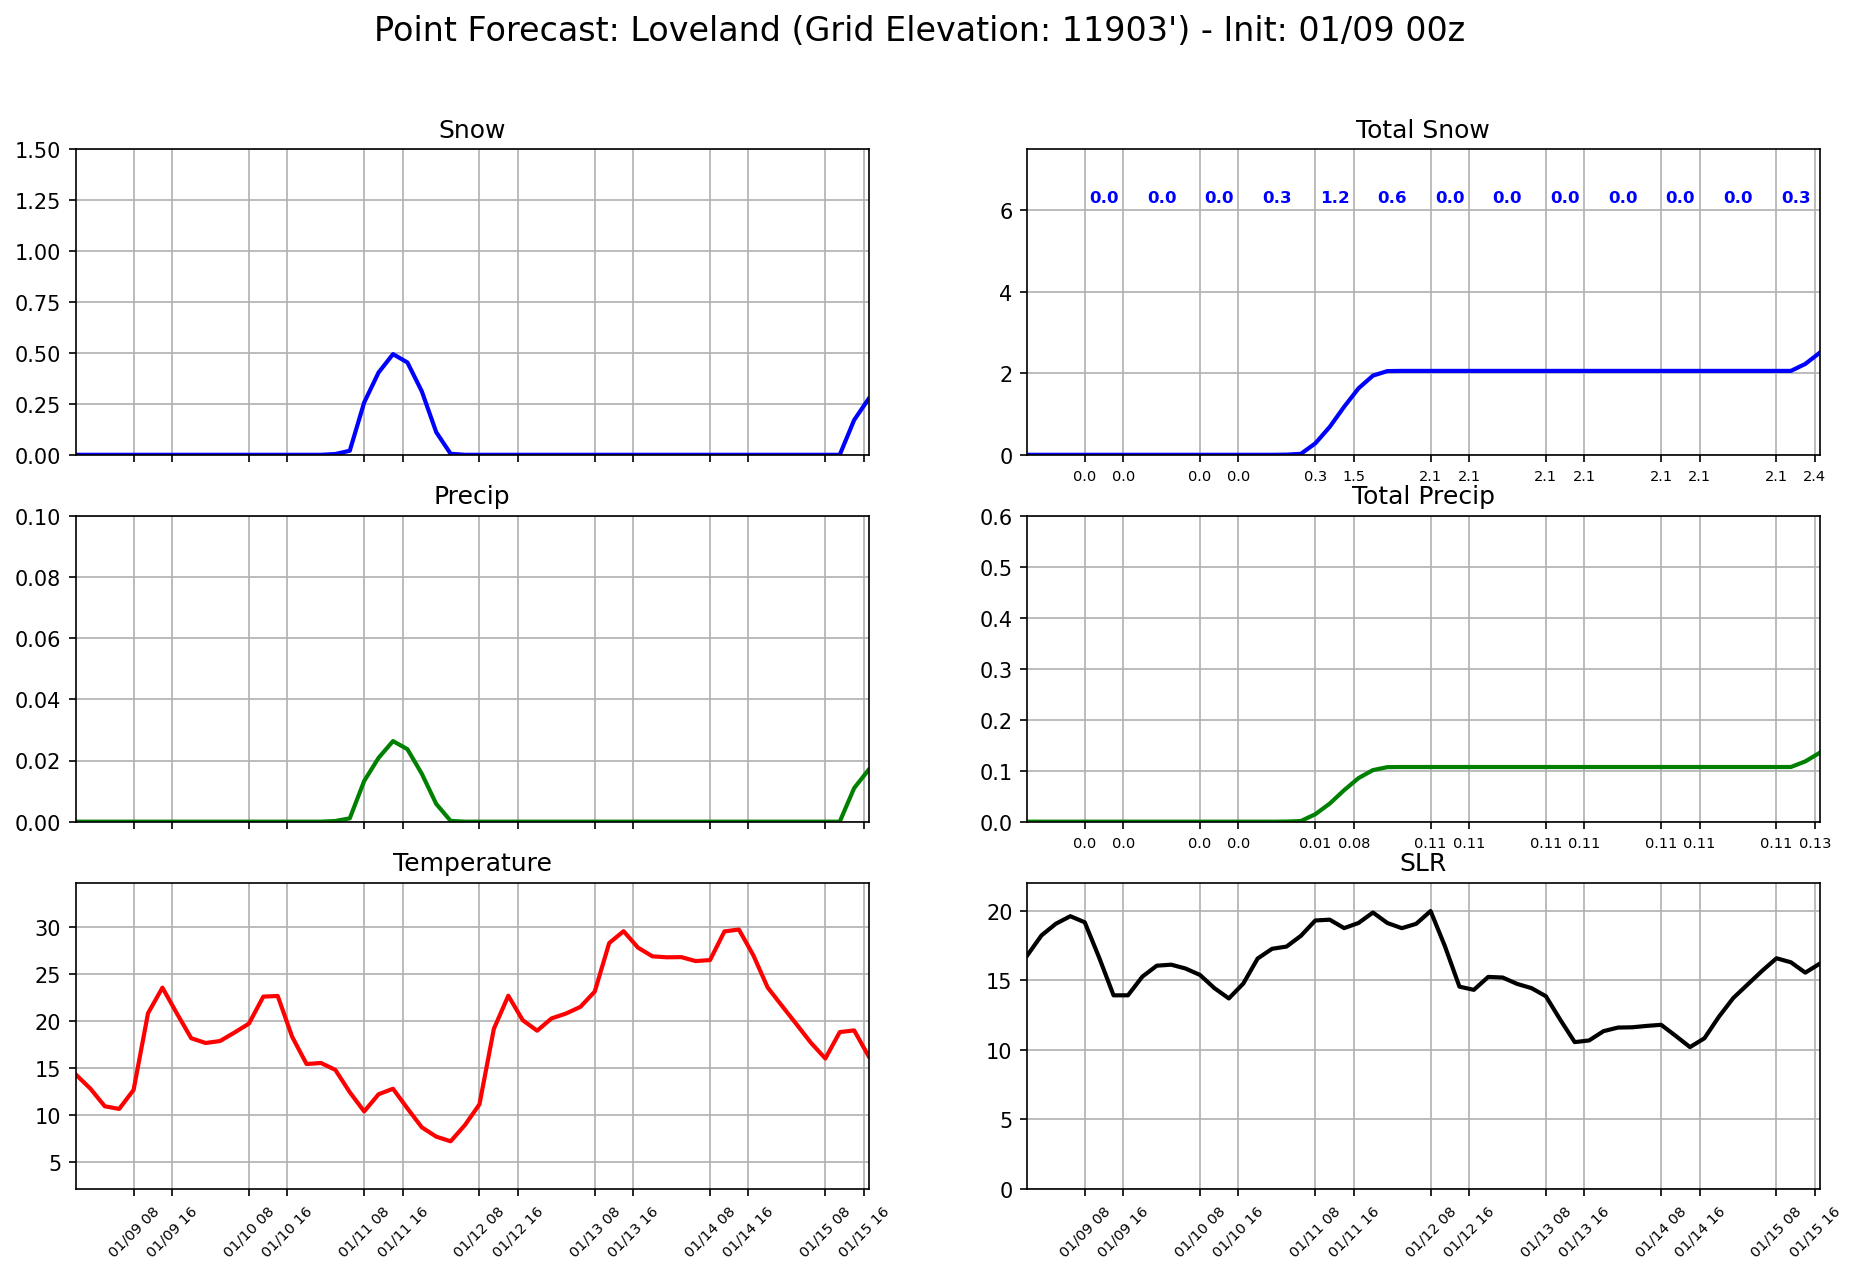 Point Forecast: Loveland (Grid Elevation: 11903') - Init: 01/09 00z
Snow
1.50
1.25
1.00
0.75
0.50
0.25
0.00
Total Snow
0.0 0.0 0.0 0.3 1.2 0.6 0.0 0.0 0.0 0.0 0.0 0.0 0.3
6
4
2
0
0.0 0.0 0.0 0.0 0.3 1.5 2.1 2.1 2.1 2.1 2.1 2.1 2.1 2.4
Precip
0.10
0.08
0.06
0.04
0.02
0.00
Total Precip
0.6
0.5
0.4
0.3
0.2
0.1
0.0
0.0 0.0 0.0 0.0 0.01 0.08 0.11 0.11 0.11 0.11 0.11 0.11 0.11 0.13
Temperature
30
25
20
15
10
5
01/09 08 01/09 16 01/10 08 01/10 16 01/11 08 01/11 16 01/12 08 01/12 16 01/13 08 01/13 16 01/14 08 01/14 16 01/15 08 01/15 16
SLR
20
15
10
5
0
01/09 08 01/09 16 01/10 08 01/10 16 01/11 08 01/11 16 01/12 08 01/12 16 01/13 08 01/13 16 01/14 08 01/14 16 01/15 08 01/15 16